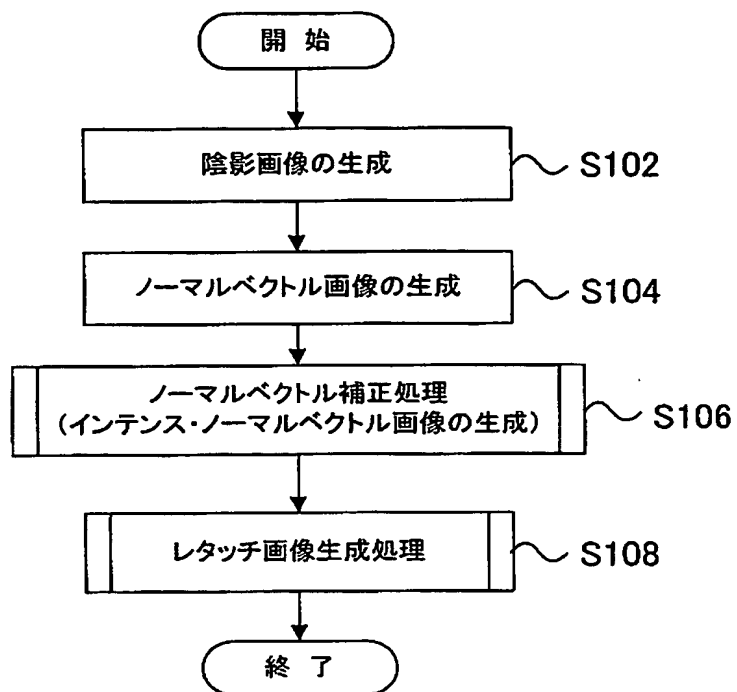 開始
陰影画像の生成
S102
ノーマルベクトル画像の生成
S104
ノーマルベクトル補正処理
(インテンス・ノーマルベクトル画像の生成)
S106
レタッチ画像生成処理
S108
終了